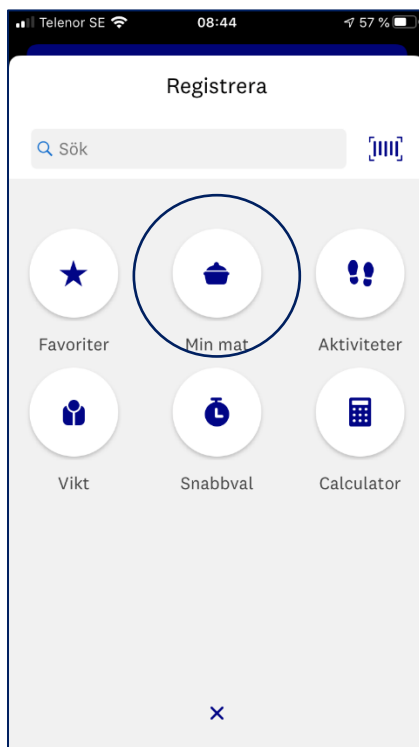 Telenor SE 08:44 57 %
Registrera
Sök
Favoriter Min mat Aktiviteter
Vikt Snabbval Calculator